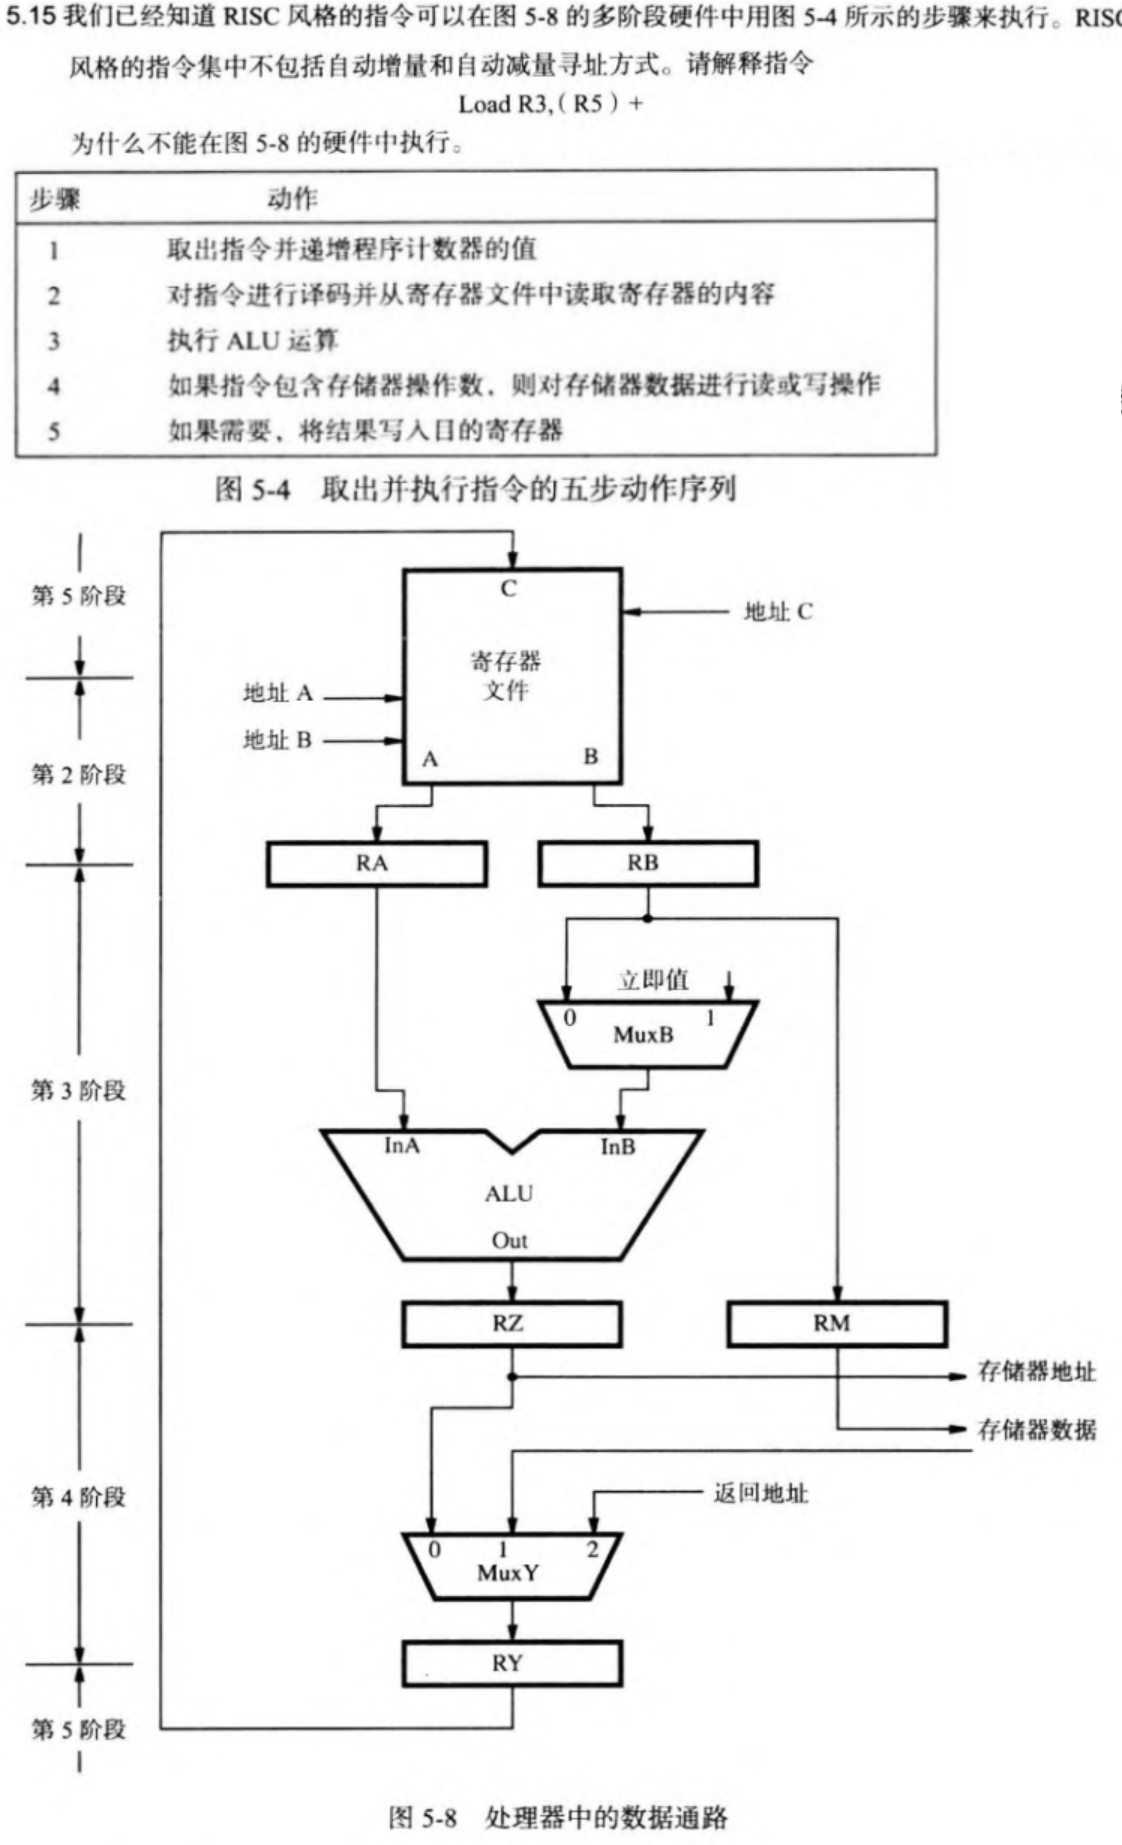 5.15 我们已经知道 RISC 风格的指令可以在图 5-8 的多阶段硬件中用图 5-4 所示的步骤来执行。RISC
风格的指令集中不包括自动增量和自动减量寻址方式。请解释指令
Load R3,( R5 ) +
为什么不能在图 5-8 的硬件中执行。
步骤 动作
1 取出指令并递增程序计数器的值
2 对指令进行译码并从寄存器文件中读取寄存器的内容
3 执行 ALU 运算
4 如果指令包含存储器操作数，则对存储器数据进行读或写操作
5 如果需要，将结果写入目的寄存器
图 5-4 取出并执行指令的五步动作序列
第 5 阶段
C
地址 C
寄存器
文件
地址 A
地址 B
A B
第 2 阶段
RA RB
立即值
0 1
MuxB
第 3 阶段
InA InB
ALU
Out
RZ RM
存储器地址
存储器数据
第 4 阶段
返回地址
0 1 2
MuxY
RY
第 5 阶段
图 5-8 处理器中的数据通路